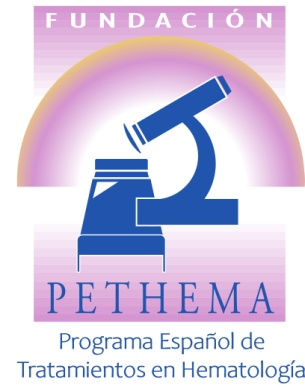 FUNDACIÓN
PETHEMA
Programa Español de
Tratamientos en Hematología